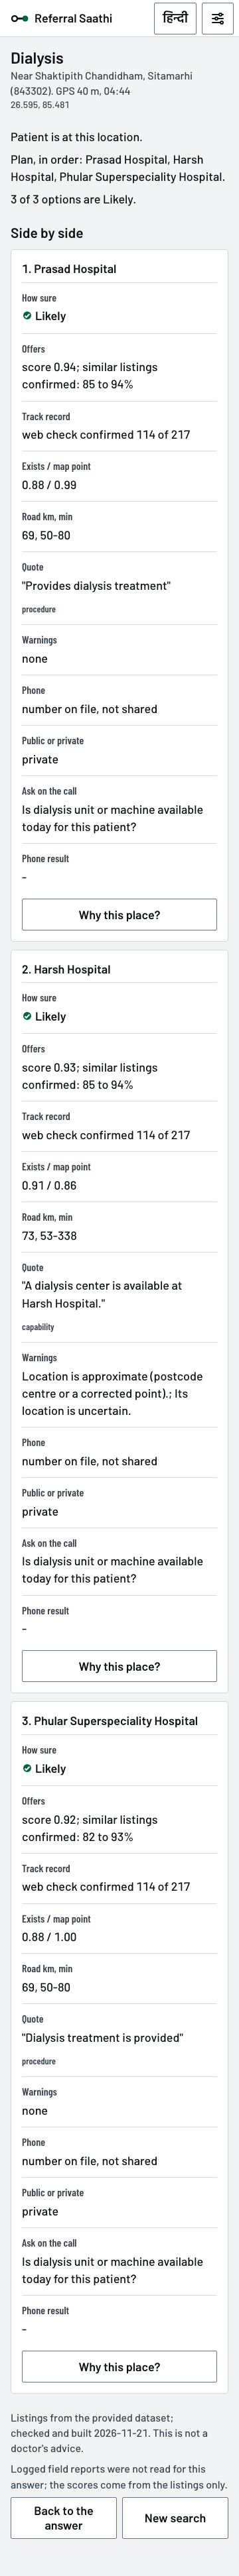 Referral Saathi
हिन्दी
Dialysis
Near Shaktipith Chandidham, Sitamarhi
(843302). GPS 40 m, 04:44
26.595, 85.481
Patient is at this location.
Plan, in order: Prasad Hospital, Harsh
Hospital, Phular Superspeciality Hospital.
3 of 3 options are Likely.
Side by side
1. Prasad Hospital
How sure
Likely
Offers
score 0.94; similar listings
confirmed: 85 to 94%
Track record
web check confirmed 114 of 217
Exists / map point
0.88 / 0.99
Road km, min
69, 50-80
Quote
"Provides dialysis treatment"
procedure
Warnings
none
Phone
number on file, not shared
Public or private
private
Ask on the call
Is dialysis unit or machine available
today for this patient?
Phone result
-
Why this place?
2. Harsh Hospital
How sure
Likely
Offers
score 0.93; similar listings
confirmed: 85 to 94%
Track record
web check confirmed 114 of 217
Exists / map point
0.91 / 0.86
Road km, min
73, 53-338
Quote
"A dialysis center is available at
Harsh Hospital."
capability
Warnings
Location is approximate (postcode
centre or a corrected point).; Its
location is uncertain.
Phone
number on file, not shared
Public or private
private
Ask on the call
Is dialysis unit or machine available
today for this patient?
Phone result
-
Why this place?
3. Phular Superspeciality Hospital
How sure
Likely
Offers
score 0.92; similar listings
confirmed: 82 to 93%
Track record
web check confirmed 114 of 217
Exists / map point
0.88 / 1.00
Road km, min
69, 50-80
Quote
"Dialysis treatment is provided"
procedure
Warnings
none
Phone
number on file, not shared
Public or private
private
Ask on the call
Is dialysis unit or machine available
today for this patient?
Phone result
-
Why this place?
Listings from the provided dataset;
checked and built 2026-11-21. This is not a
doctor's advice.
Logged field reports were not read for this
answer; the scores come from the listings only.
Back to the
answer
New search